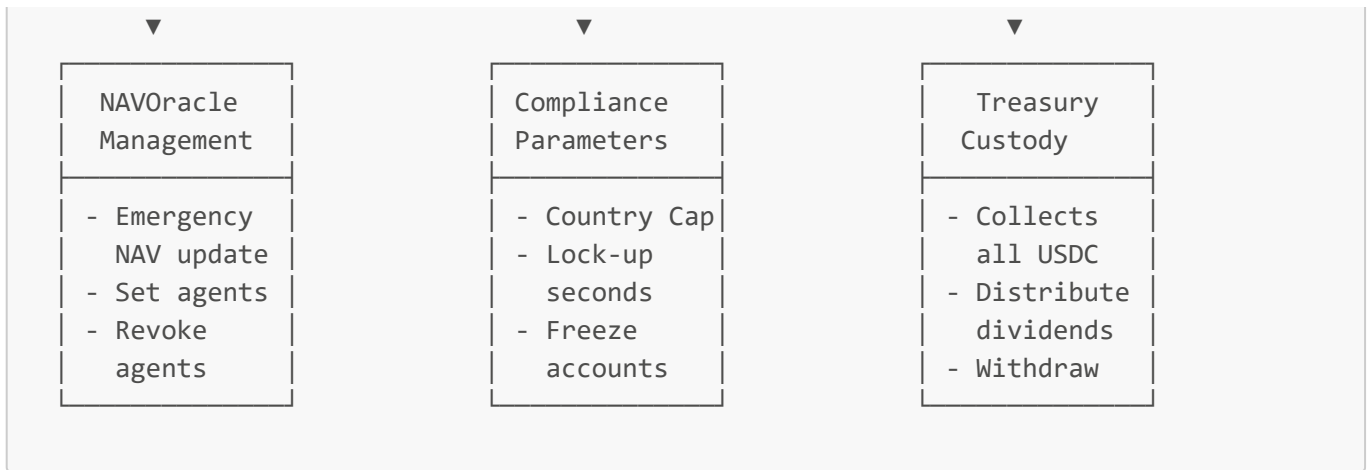 ▼ ▼ ▼
NAVOracle
Management
- Emergency
NAV update
- Set agents
- Revoke
agents
Compliance
Parameters
- Country Cap
- Lock-up
seconds
- Freeze
accounts
Treasury
Custody
- Collects
all USDC
- Distribute
dividends
- Withdraw